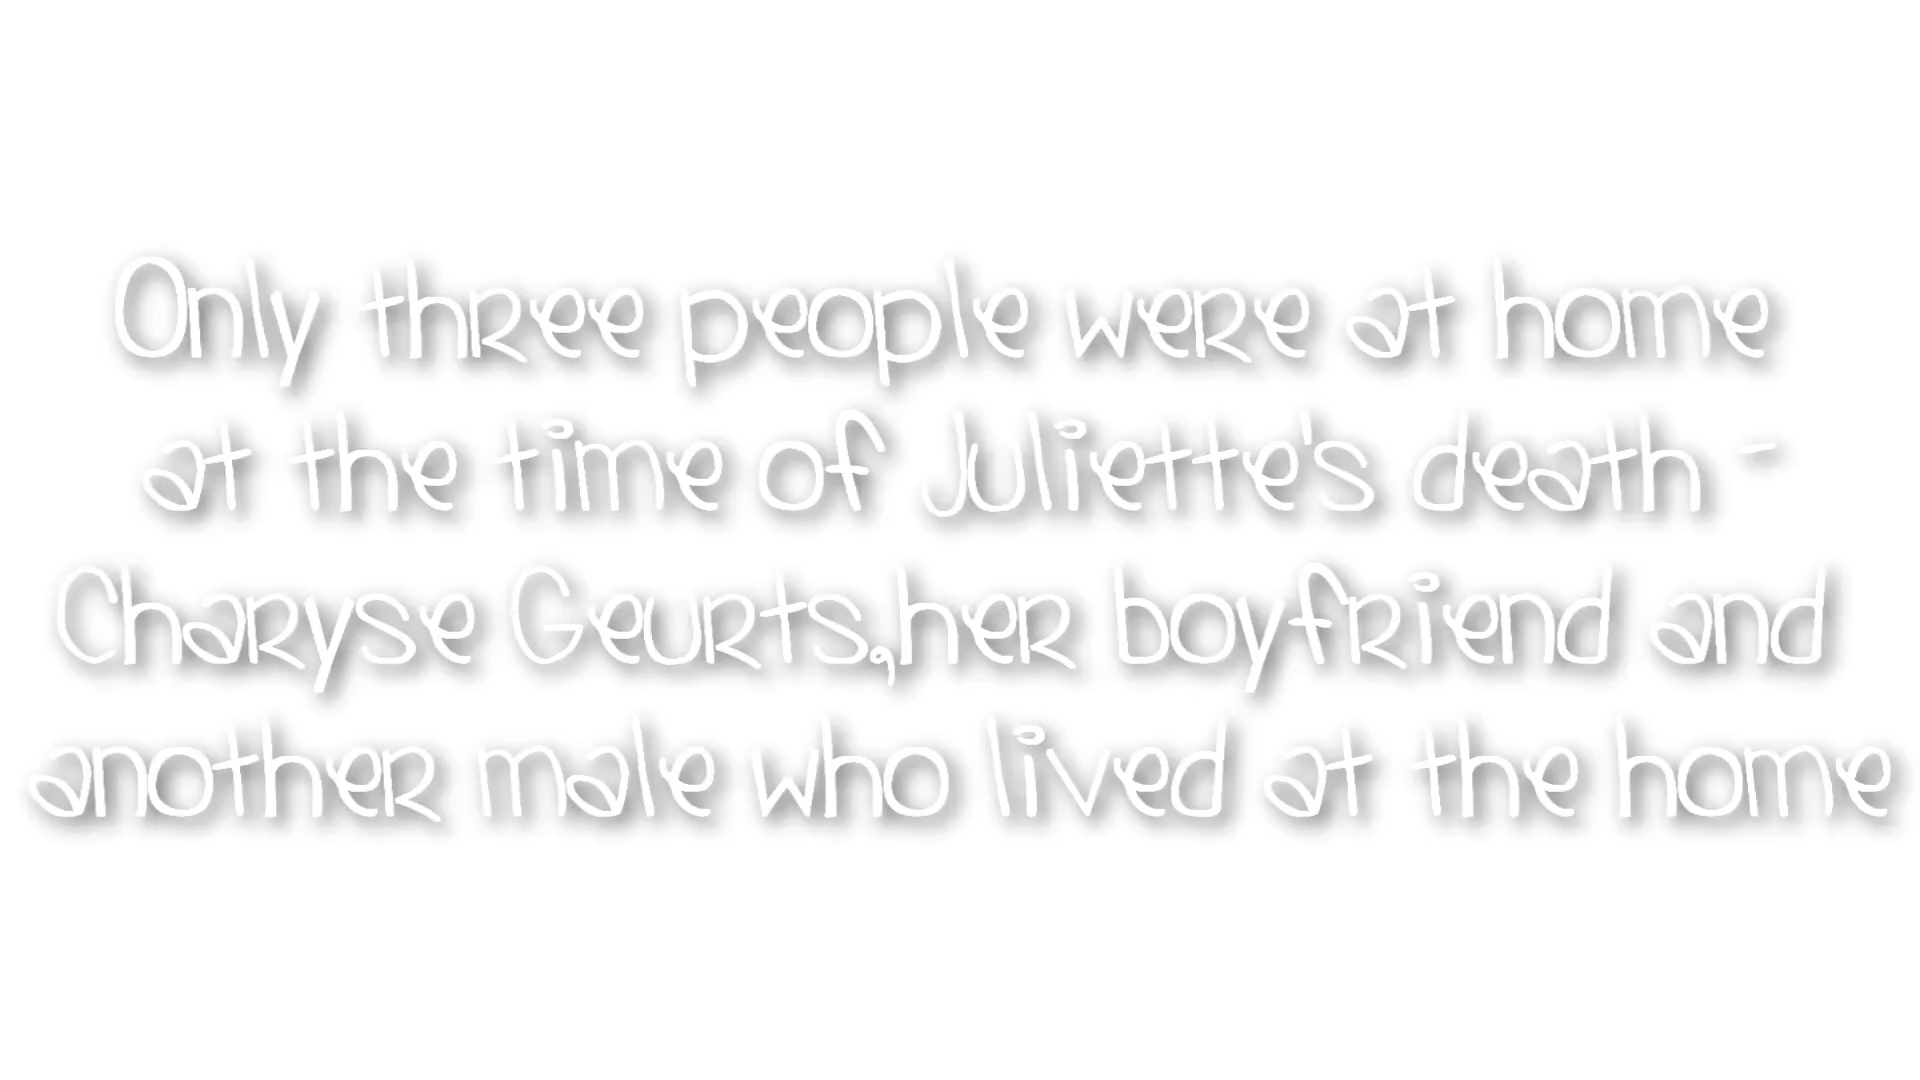 Only three people were at home
at the time of Juliette's death -
Charyse Geurts,her boyfriend and
another male who lived at the home